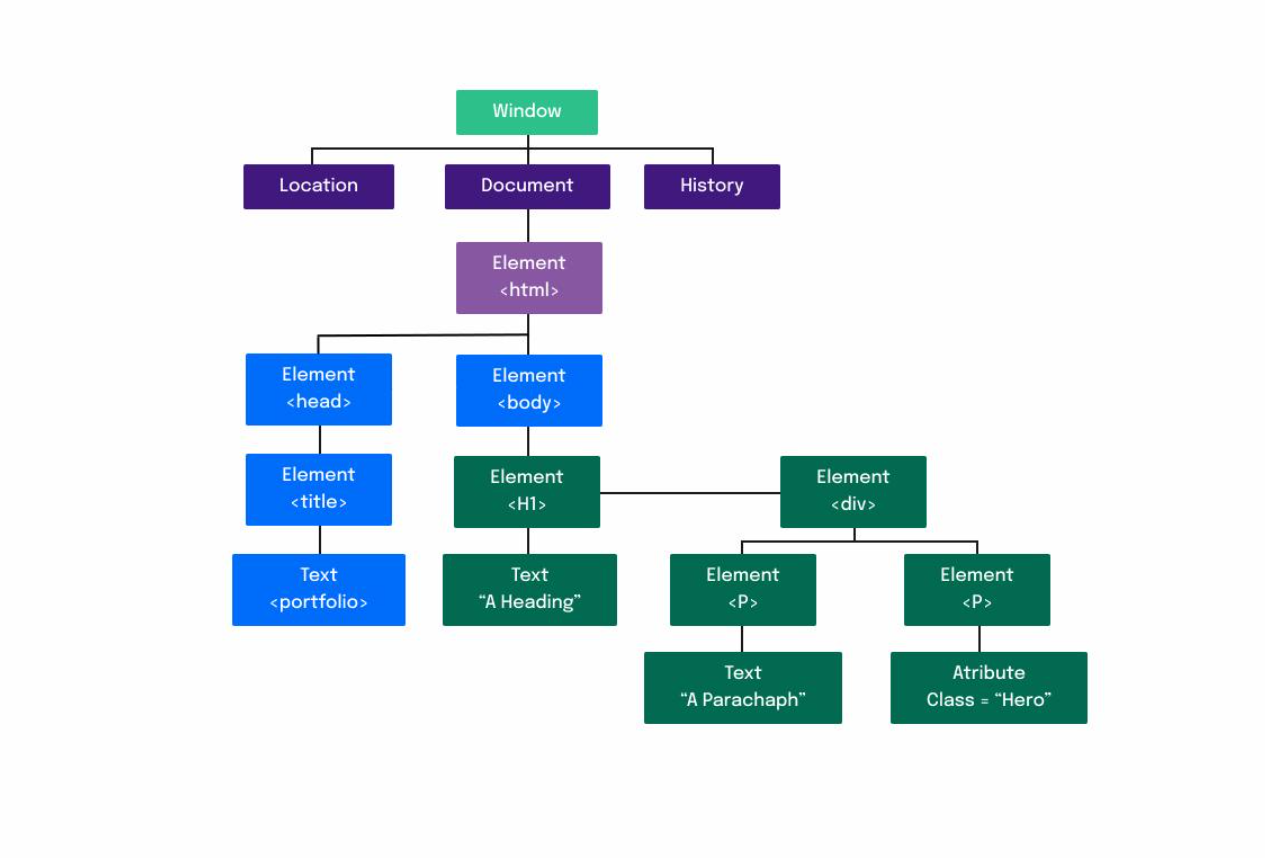 Window
Location
Document
History
Element
<html>
Element
<head>
Element
<body>
Element
<title>
Element
<H1>
Element
<div>
Text
<portfolio>
Text
“A Heading”
Element
<P>
Element
<P>
Text
“A Parachaph”
Atribute
Class = “Hero”